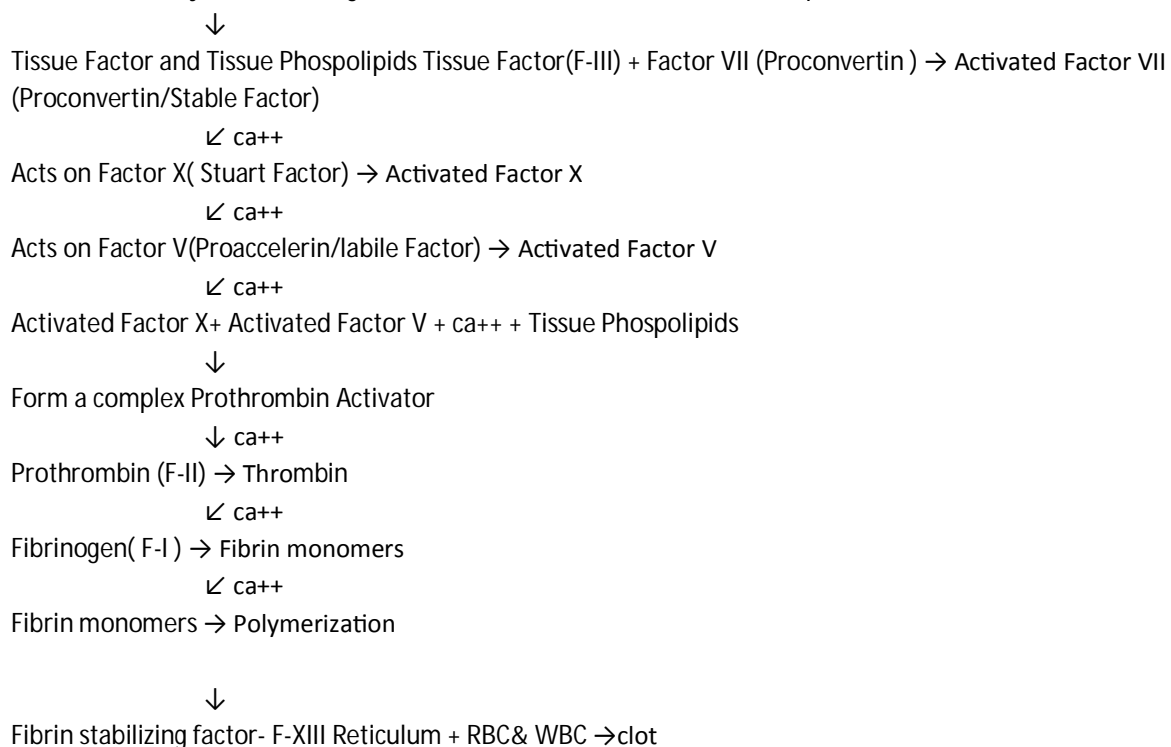 ↓
Tissue Factor and Tissue Phospolipids Tissue Factor(F-III) + Factor VII (Proconvertin ) → Activated Factor VII
(Proconvertin/Stable Factor)
↙ ca++
Acts on Factor X( Stuart Factor) → Activated Factor X
↙ ca++
Acts on Factor V(Proaccelerin/labile Factor) → Activated Factor V
↙ ca++
Activated Factor X+ Activated Factor V + ca++ + Tissue Phospolipids
↓
Form a complex Prothrombin Activator
↓ ca++
Prothrombin (F-II) → Thrombin
↙ ca++
Fibrinogen( F-I ) → Fibrin monomers
↙ ca++
Fibrin monomers → Polymerization
↓
Fibrin stabilizing factor- F-XIII Reticulum + RBC& WBC →clot